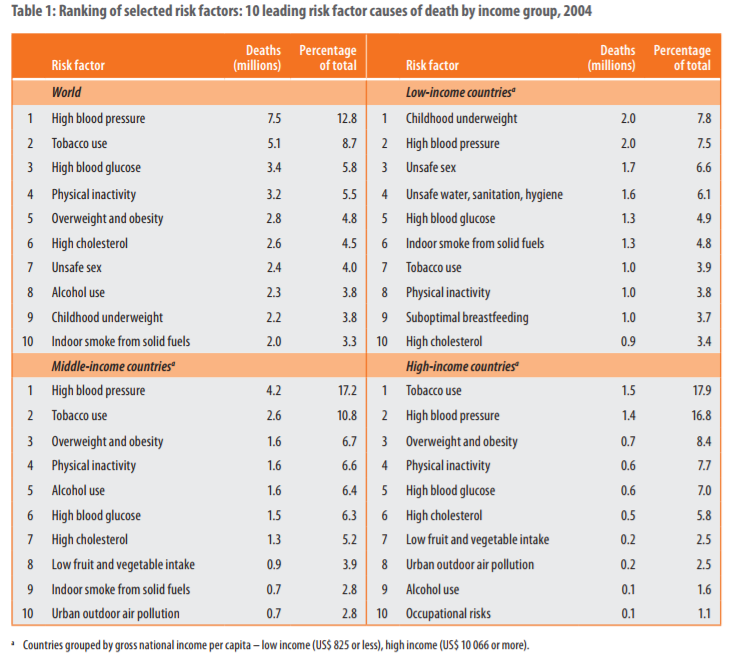 Table 1: Ranking of selected risk factors: 10 leading risk factor causes of death by income group, 2004
Risk factor Deaths (millions) Percentage of total
World
1 High blood pressure 7.5 12.8
2 Tobacco use 5.1 8.7
3 High blood glucose 3.4 5.8
4 Physical inactivity 3.2 5.5
5 Overweight and obesity 2.8 4.8
6 High cholesterol 2.6 4.5
7 Unsafe sex 2.4 4.0
8 Alcohol use 2.3 3.8
9 Childhood underweight 2.2 3.8
10 Indoor smoke from solid fuels 2.0 3.3
Risk factor Deaths (millions) Percentage of total
Low-income countriesᵃ
1 Childhood underweight 2.0 7.8
2 High blood pressure 2.0 7.5
3 Unsafe sex 1.7 6.6
4 Unsafe water, sanitation, hygiene 1.6 6.1
5 High blood glucose 1.3 4.9
6 Indoor smoke from solid fuels 1.3 4.8
7 Tobacco use 1.0 3.9
8 Physical inactivity 1.0 3.8
9 Suboptimal breastfeeding 1.0 3.7
10 High cholesterol 0.9 3.4
Middle-income countriesᵃ
1 High blood pressure 4.2 17.2
2 Tobacco use 2.6 10.8
3 Overweight and obesity 1.6 6.7
4 Physical inactivity 1.6 6.6
5 Alcohol use 1.6 6.4
6 High blood glucose 1.5 6.3
7 High cholesterol 1.3 5.2
8 Low fruit and vegetable intake 0.9 3.9
9 Indoor smoke from solid fuels 0.7 2.8
10 Urban outdoor air pollution 0.7 2.8
High-income countriesᵃ
1 Tobacco use 1.5 17.9
2 High blood pressure 1.4 16.8
3 Overweight and obesity 0.7 8.4
4 Physical inactivity 0.6 7.7
5 High blood glucose 0.6 7.0
6 High cholesterol 0.5 5.8
7 Low fruit and vegetable intake 0.2 2.5
8 Urban outdoor air pollution 0.2 2.5
9 Alcohol use 0.1 1.6
10 Occupational risks 0.1 1.1
ᵃ Countries grouped by gross national income per capita – low income (US$ 825 or less), high income (US$ 10 066 or more).